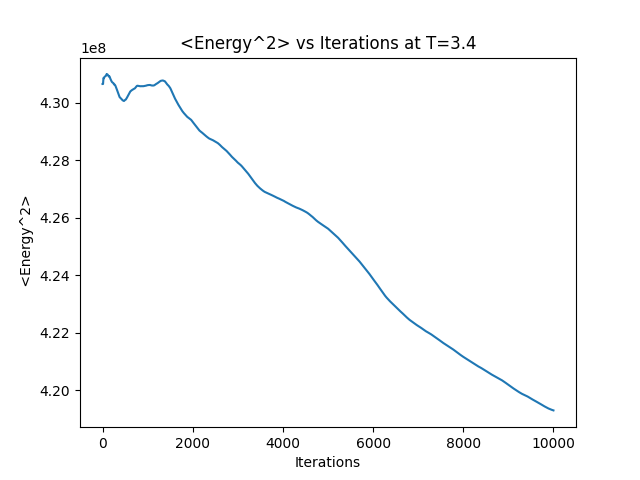 <Energy^2> vs Iterations at T=3.4
1e8
4.30
4.28
4.26
4.24
4.22
4.20
<Energy^2>
0 2000 4000 6000 8000 10000
Iterations